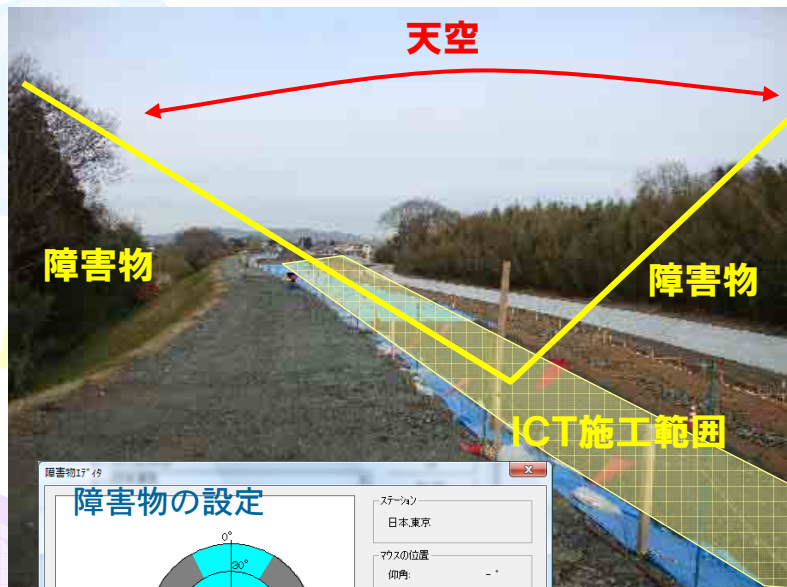 天空
障害物
障害物
ICT施工範囲
障害物ｴﾃﾞｨﾀ
障害物の設定
ｽﾃｰｼｮﾝ
日本,東京
0°
30°
ﾏｳｽの位置
仰角:
- °